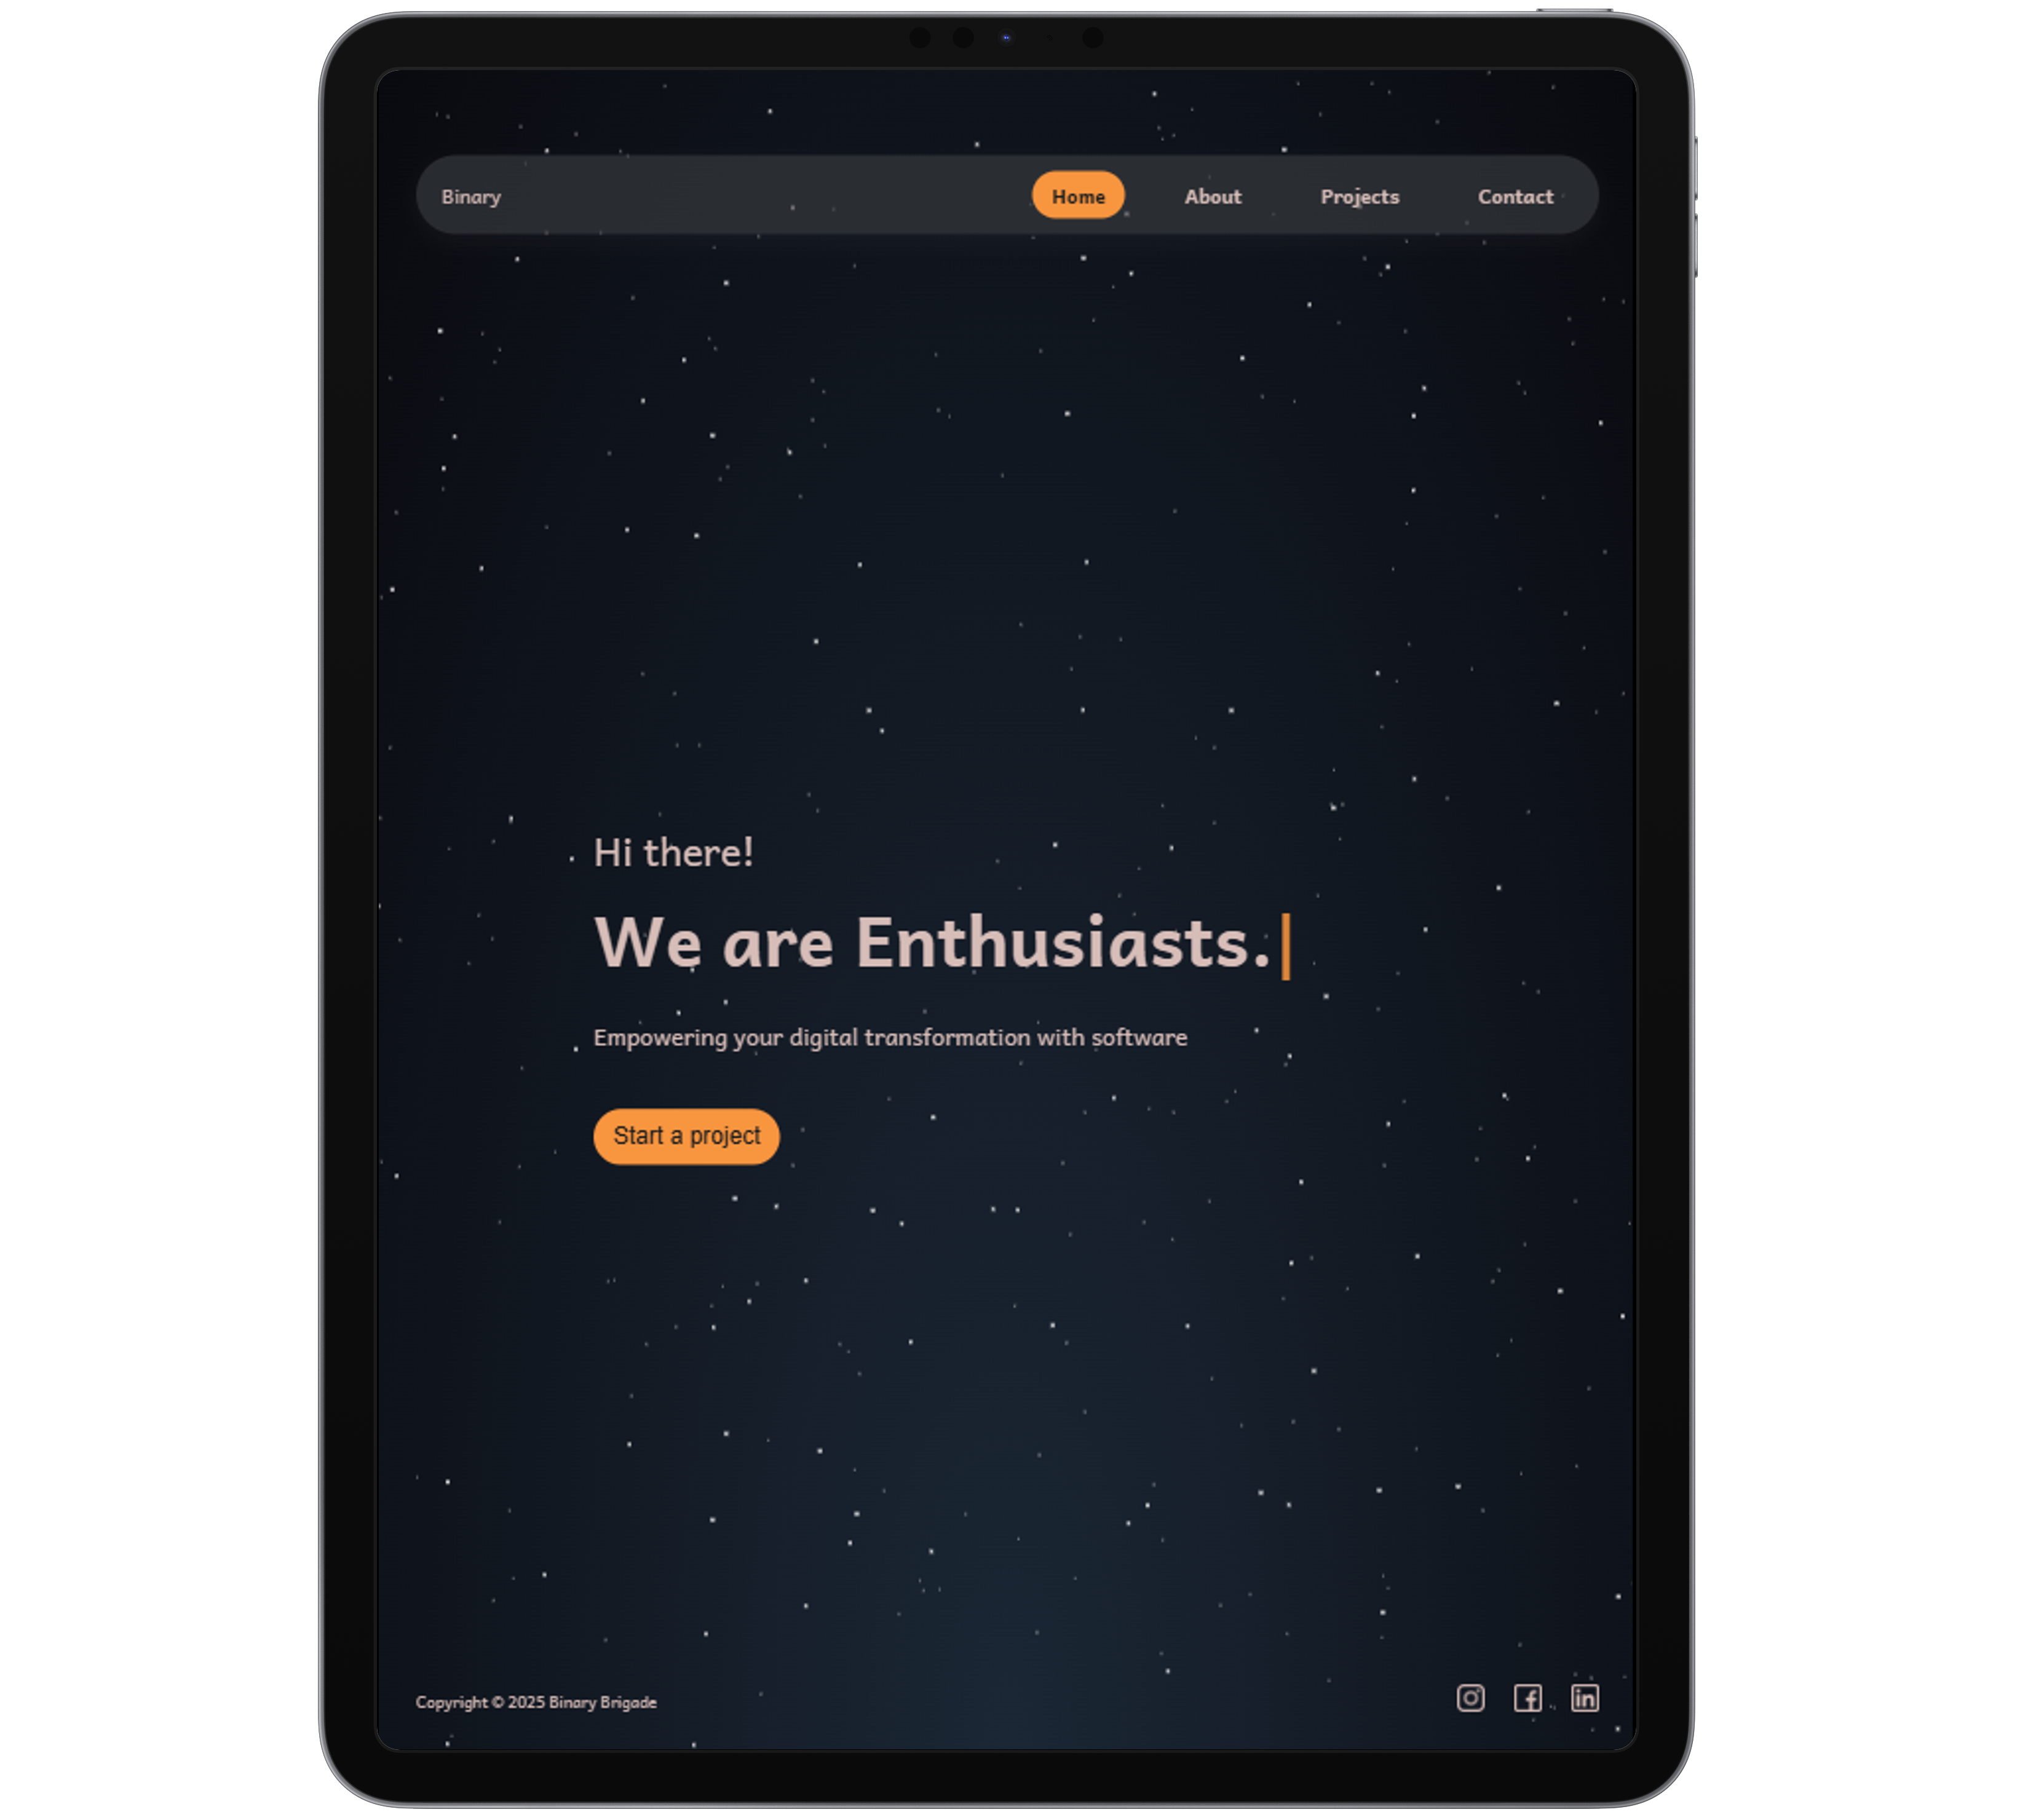 Binary Home About Projects Contact
Hi there!
We are Enthusiasts.|
Empowering your digital transformation with software
Start a project
Copyright © 2025 Binary Brigade